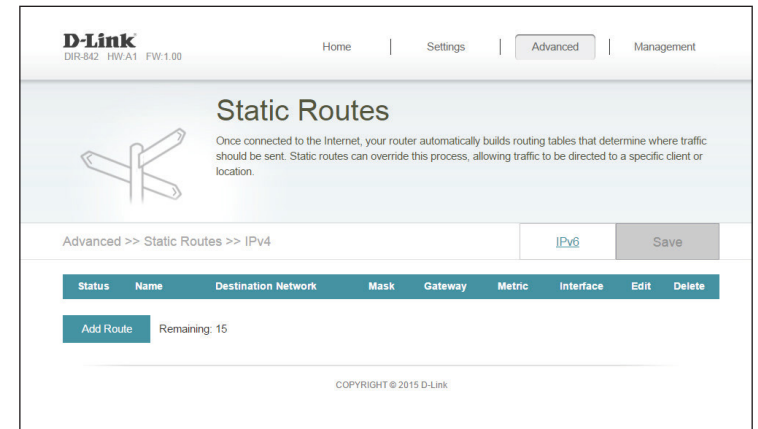 D-Link
DIR-842 HW:A1 FW:1.00
Home Settings Advanced Management
Static Routes
Once connected to the Internet, your router automatically builds routing tables that determine where traffic
should be sent. Static routes can override this process, allowing traffic to be directed to a specific client or
location.
Advanced >> Static Routes >> IPv4 IPv6 Save
Status Name Destination Network Mask Gateway Metric Interface Edit Delete
Add Route Remaining: 15
COPYRIGHT © 2015 D-Link